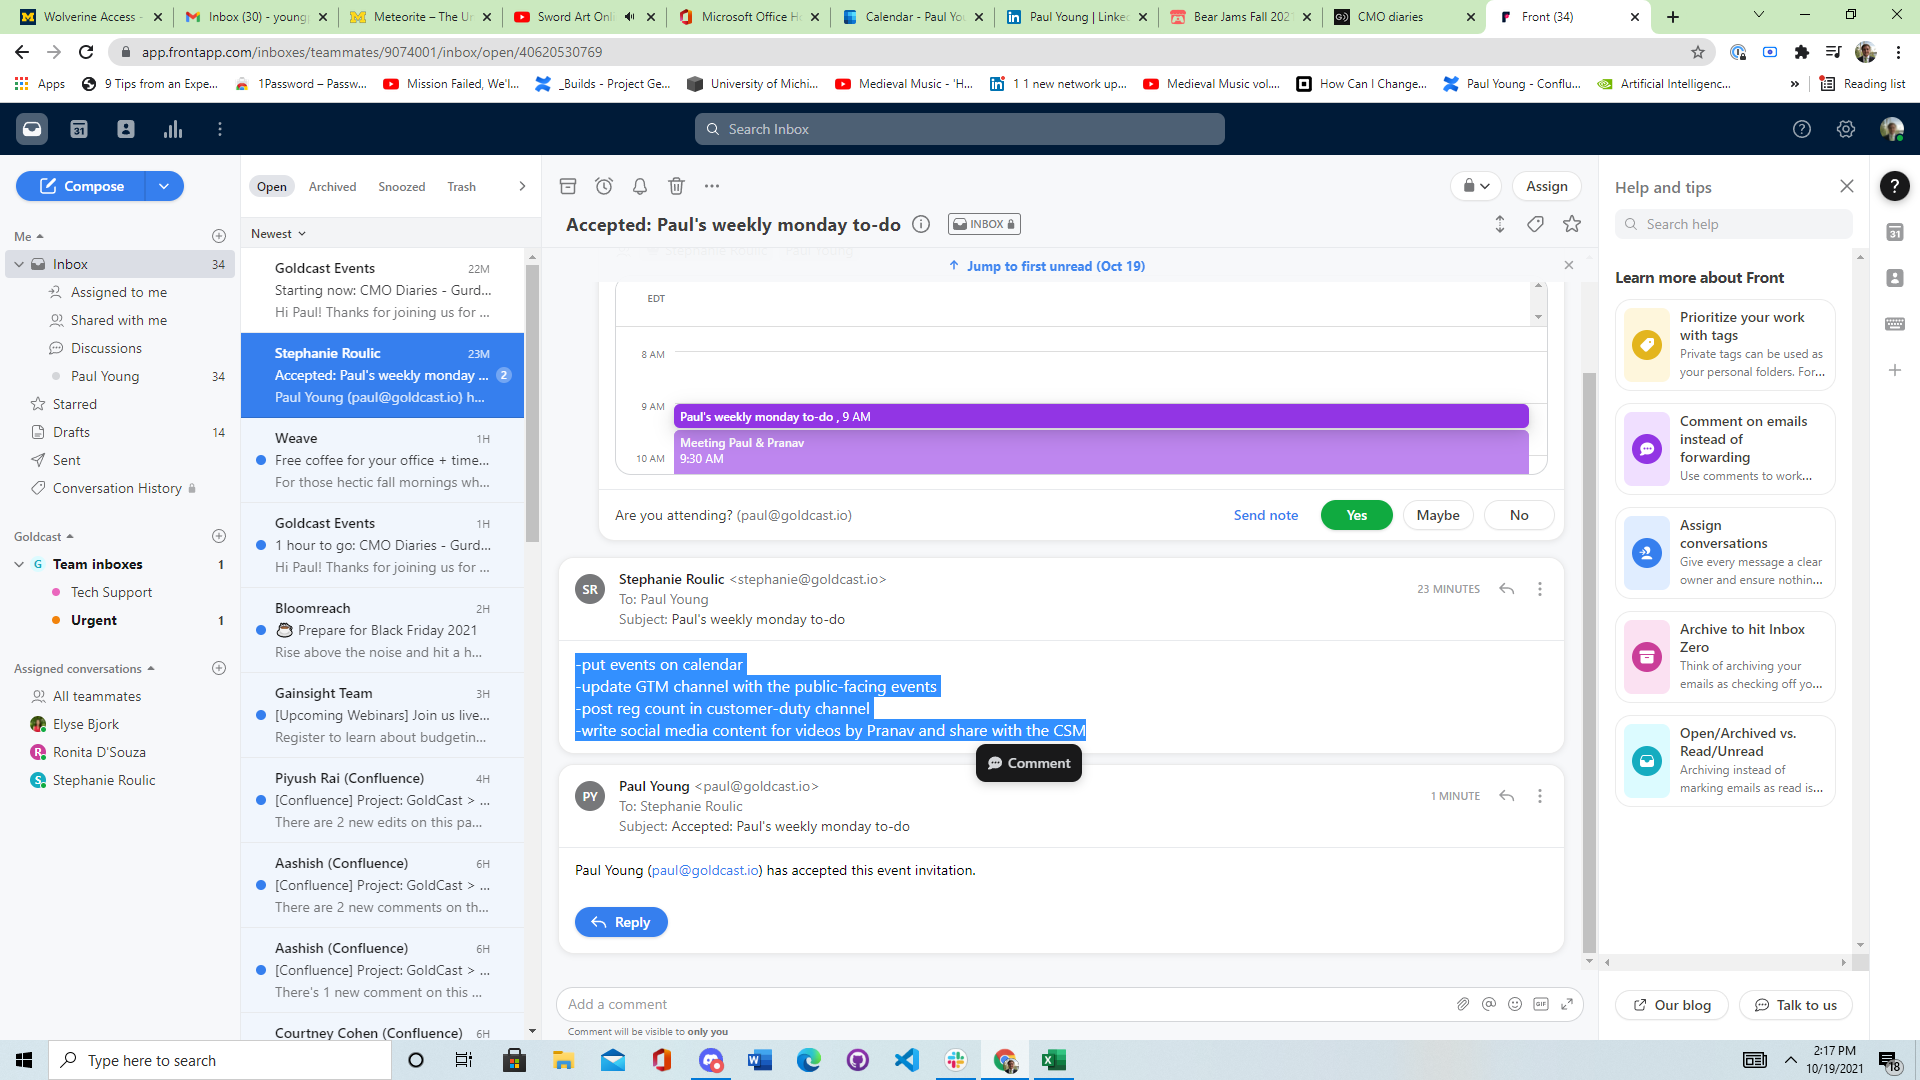 Wolverine Access -
Inbox (30) - young
Meteorite – The Ur
Sword Art Onl
Microsoft Office Ho
Calendar - Paul You
Paul Young | Linked
Bear Jams Fall 2021
CMO diaries
Front (34)
app.frontapp.com/inboxes/teammates/9074001/inbox/open/40620530769
Apps
9 Tips from an Expe...
1Password – Passw...
Mission Failed, We'l...
_Builds - Project Ge...
University of Michi...
Medieval Music - 'H...
1 1 new network up...
Medieval Music vol....
How Can I Change...
Paul Young - Conflu...
Artificial Intelligenc...
»
Reading list
31
Search Inbox
Compose
Open
Archived
Snoozed
Trash
Assign
Help and tips
Me
Newest
Accepted: Paul's weekly monday to-do
INBOX
Search help
Inbox 34
Assigned to me
Shared with me
Discussions
Paul Young 34
Starred
Drafts 14
Sent
Conversation History
Goldcast
Team inboxes 1
Tech Support
Urgent 1
Assigned conversations
All teammates
Elyse Bjork
Ronita D'Souza
Stephanie Roulic
Goldcast Events 22M
Starting now: CMO Diaries - Gurd...
Hi Paul! Thanks for joining us for ...
Stephanie Roulic 23M
Accepted: Paul's weekly monday ... 2
Paul Young (paul@goldcast.io) h...
Weave 1H
Free coffee for your office + time...
For those hectic fall mornings wh...
Goldcast Events 1H
1 hour to go: CMO Diaries - Gurd...
Hi Paul! Thanks for joining us for ...
Bloomreach 2H
Prepare for Black Friday 2021
Rise above the noise and hit a h...
Gainsight Team 3H
[Upcoming Webinars] Join us live...
Register to learn about budgetin...
Piyush Rai (Confluence) 4H
[Confluence] Project: GoldCast > ...
There are 2 new edits on this pa...
Aashish (Confluence) 6H
[Confluence] Project: GoldCast > ...
There are 2 new comments on th...
Aashish (Confluence) 6H
[Confluence] Project: GoldCast > ...
There's 1 new comment on this ...
Courtney Cohen (Confluence) 6H
Jump to first unread (Oct 19)
EDT
8 AM
9 AM
Paul's weekly monday to-do , 9 AM
Meeting Paul & Pranav
9:30 AM
10 AM
Are you attending? (paul@goldcast.io)
Send note
Yes
Maybe
No
SR
Stephanie Roulic <stephanie@goldcast.io>
To: Paul Young
Subject: Paul's weekly monday to-do
23 MINUTES
-put events on calendar
-update GTM channel with the public-facing events
-post reg count in customer-duty channel
-write social media content for videos by Pranav and share with the CSM
Comment
PY
Paul Young <paul@goldcast.io>
To: Stephanie Roulic
Subject: Accepted: Paul's weekly monday to-do
1 MINUTE
Paul Young (paul@goldcast.io) has accepted this event invitation.
Reply
Add a comment
GIF
Comment will be visible to only you
Learn more about Front
Prioritize your work
with tags
Private tags can be used as
your personal folders. For...
Comment on emails
instead of
forwarding
Use comments to work...
Assign
conversations
Give every message a clear
owner and ensure nothin...
Archive to hit Inbox
Zero
Think of archiving your
emails as checking off yo...
Open/Archived vs.
Read/Unread
Archiving instead of
marking emails as read is...
Our blog
Talk to us
31
Type here to search
2:17 PM
10/19/2021
18